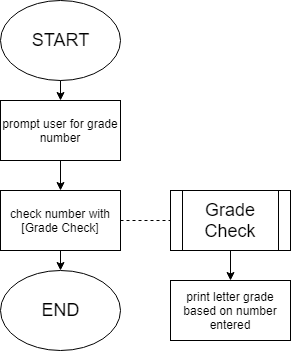 START
prompt user for grade
number
check number with
[Grade Check]
END
Grade
Check
print letter grade
based on number
entered